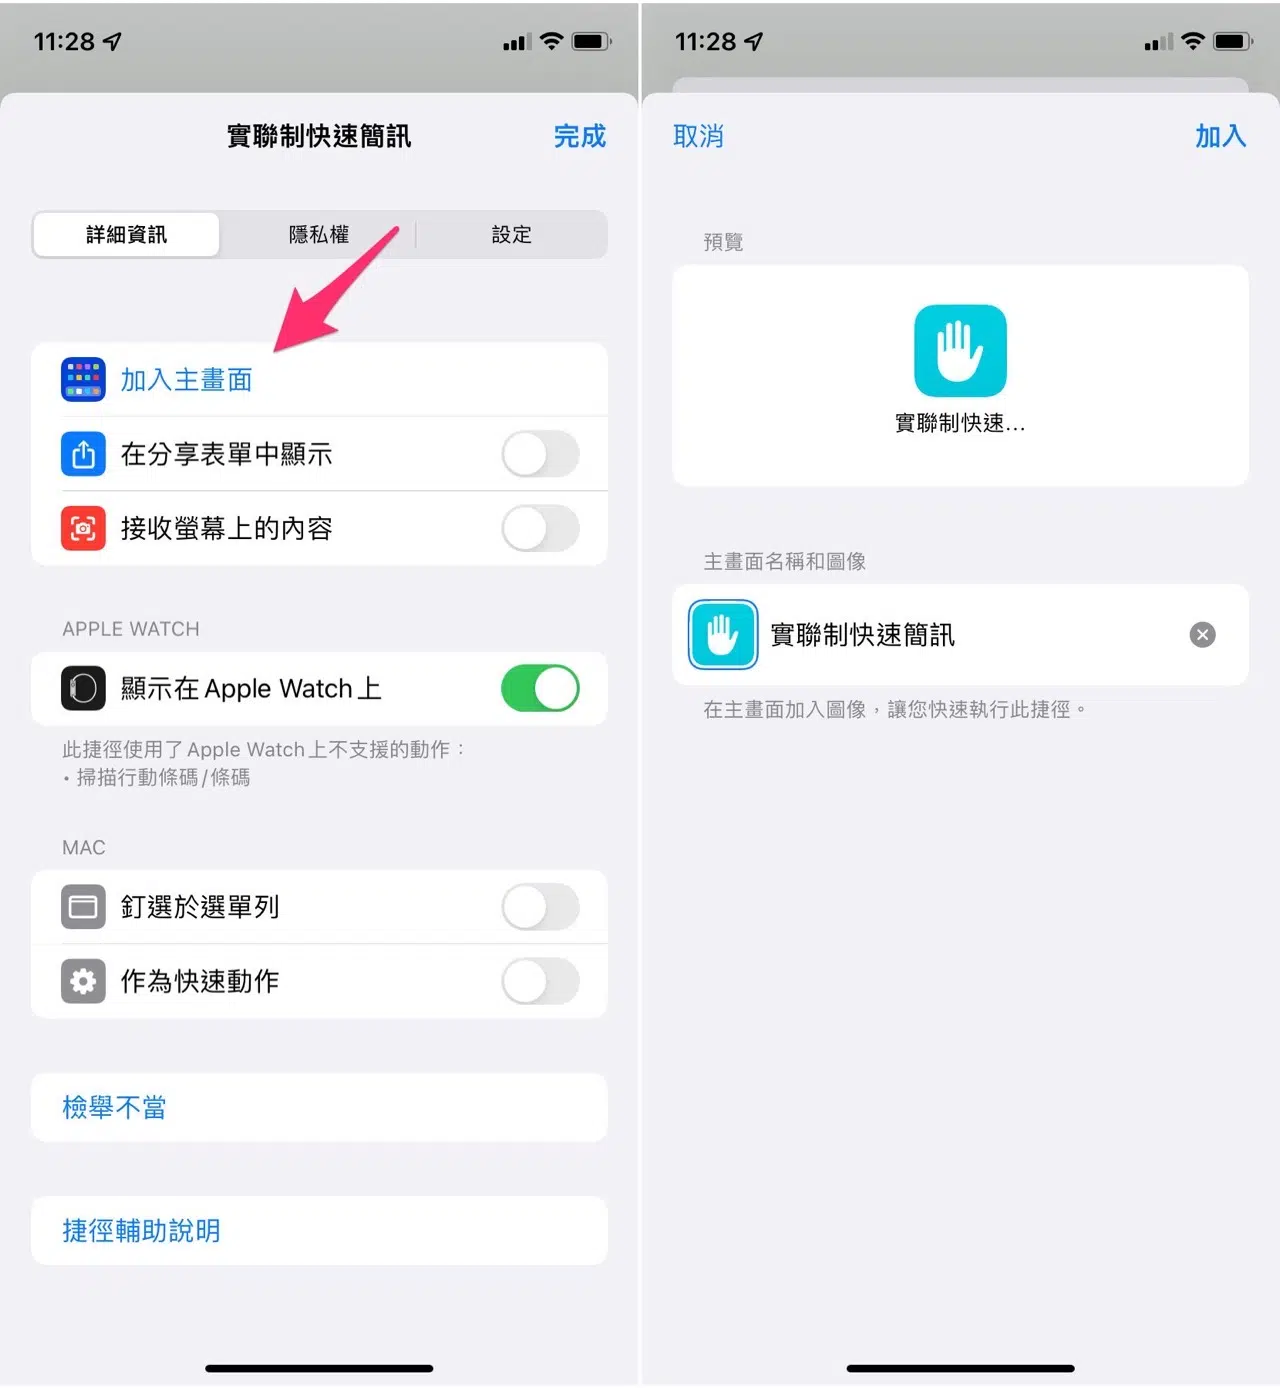 11:28
實聯制快速簡訊
完成
詳細資訊
隱私權
設定
加入主畫面
在分享表單中顯示
接收螢幕上的內容
APPLE WATCH
顯示在 Apple Watch 上
此捷徑使用了 Apple Watch 上不支援的動作：
• 掃描行動條碼/條碼
MAC
釘選於選單列
作為快速動作
檢舉不當
捷徑輔助說明
11:28
取消
加入
預覽
實聯制快速...
主畫面名稱和圖像
實聯制快速簡訊
在主畫面加入圖像，讓您快速執行此捷徑。